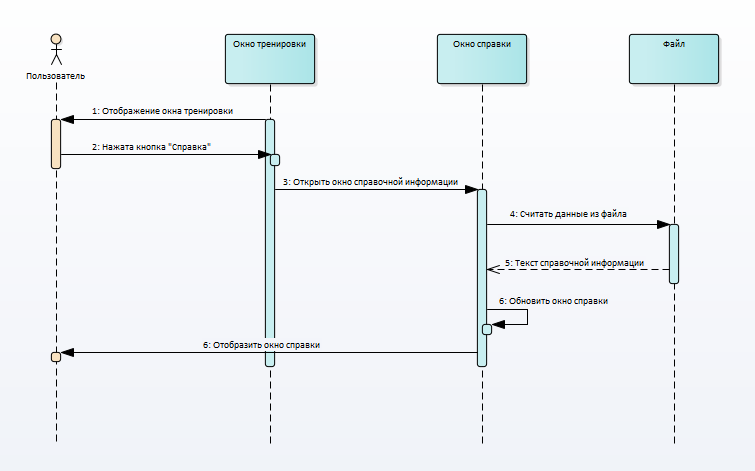 Окно тренировки
Окно справки
Файл
Пользователь
1: Отображение окна тренировки
2: Нажата кнопка "Справка"
3: Открыть окно справочной информации
4: Считать данные из файла
5: Текст справочной информации
6: Обновить окно справки
6: Отобразить окно справки